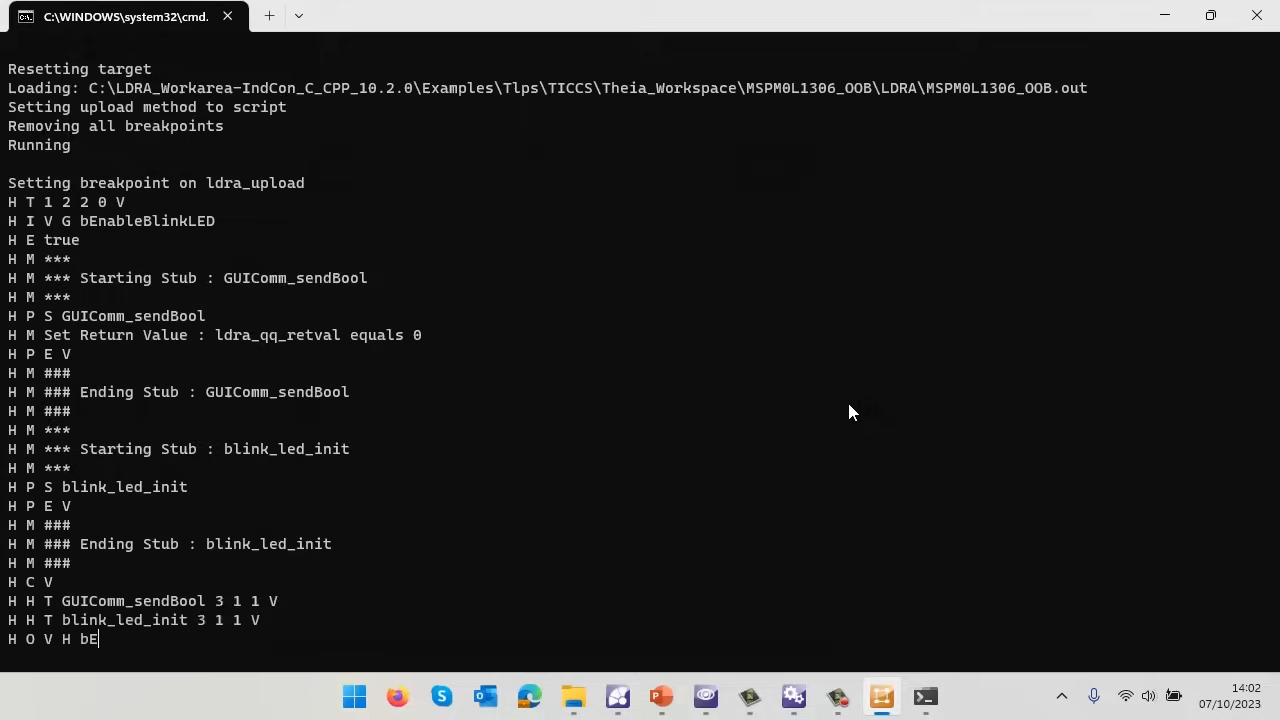 C:\WINDOWS\system32\cmd.
Resetting target
Loading: C:\LDRA_Workarea-IndCon_C_CPP_10.2.0\Examples\Tlps\TICCS\Theia_Workspace\MSPM0L1306_OOB\LDRA\MSPM0L1306_OOB.out
Setting upload method to script
Removing all breakpoints
Running
Setting breakpoint on ldra_upload
H T 1 2 2 0 V
H I V G bEnableBlinkLED
H E true
H M ***
H M *** Starting Stub : GUIComm_sendBool
H M ***
H P S GUIComm_sendBool
H M Set Return Value : ldra_qq_retval equals 0
H P E V
H M ###
H M ### Ending Stub : GUIComm_sendBool
H M ###
H M ***
H M *** Starting Stub : blink_led_init
H M ***
H P S blink_led_init
H P E V
H M ###
H M ### Ending Stub : blink_led_init
H M ###
H C V
H H T GUIComm_sendBool 3 1 1 V
H H T blink_led_init 3 1 1 V
H O V H bE
14:02
07/10/2023